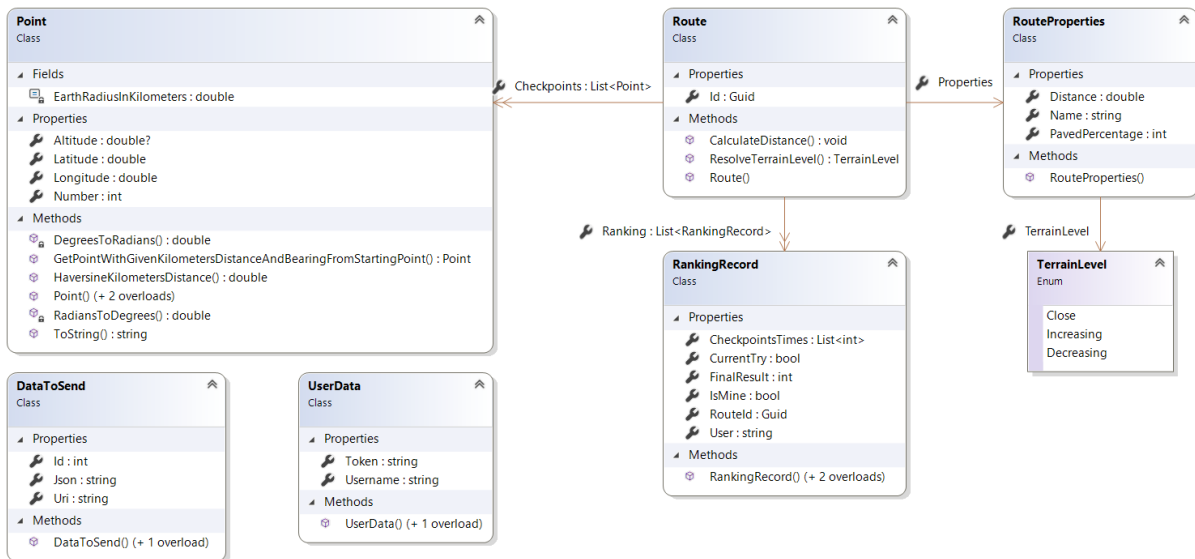 Point
Class
Fields
EarthRadiusInKilometers : double
Properties
Altitude : double?
Latitude : double
Longitude : double
Number : int
Methods
DegreesToRadians() : double
GetPointWithGivenKilometersDistanceAndBearingFromStartingPoint() : Point
HaversineKilometersDistance() : double
Point() (+ 2 overloads)
RadiansToDegrees() : double
ToString() : string
Checkpoints : List<Point>
Route
Class
Properties
Id : Guid
Methods
CalculateDistance() : void
ResolveTerrainLevel() : TerrainLevel
Route()
Properties
RouteProperties
Class
Properties
Distance : double
Name : string
PavedPercentage : int
Methods
RouteProperties()
Ranking : List<RankingRecord>
TerrainLevel
RankingRecord
Class
Properties
CheckpointsTimes : List<int>
CurrentTry : bool
FinalResult : int
IsMine : bool
RouteId : Guid
User : string
Methods
RankingRecord() (+ 2 overloads)
TerrainLevel
Enum
Close
Increasing
Decreasing
DataToSend
Class
Properties
Id : int
Json : string
Uri : string
Methods
DataToSend() (+ 1 overload)
UserData
Class
Properties
Token : string
Username : string
Methods
UserData() (+ 1 overload)